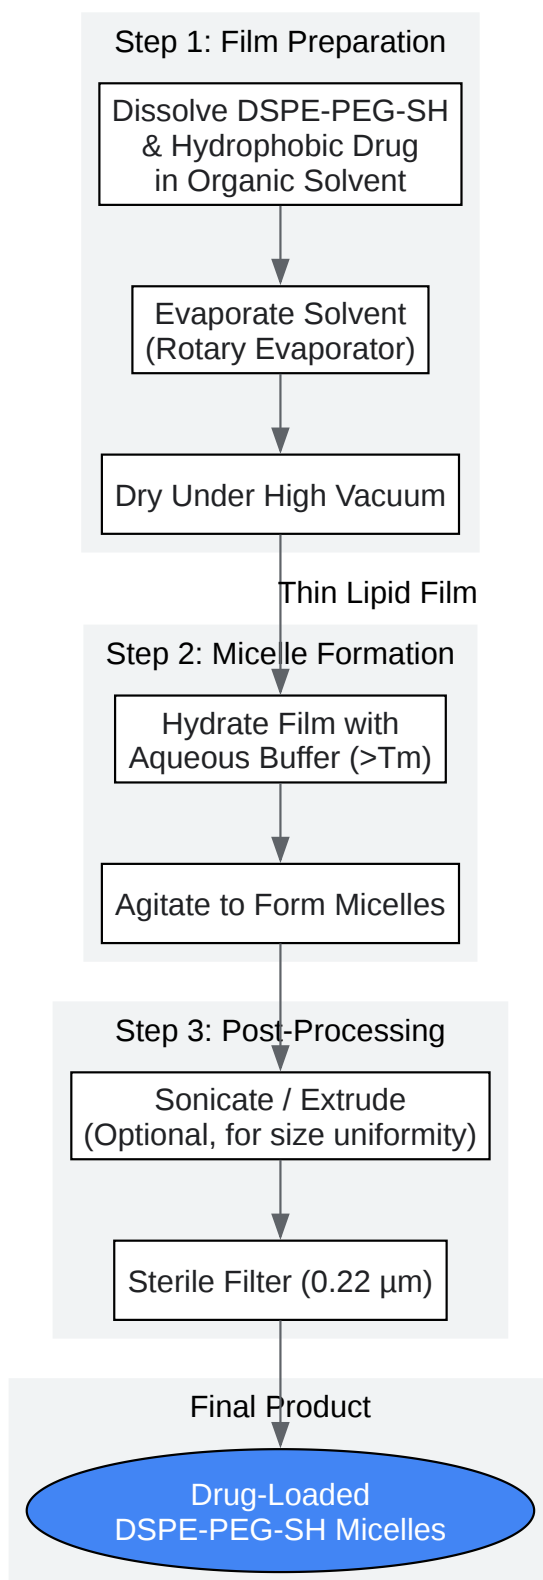 Step 1: Film Preparation
Dissolve DSPE-PEG-SH
& Hydrophobic Drug
in Organic Solvent
Evaporate Solvent
(Rotary Evaporator)
Dry Under High Vacuum
Thin Lipid Film
Step 2: Micelle Formation
Hydrate Film with
Aqueous Buffer (>Tm)
Agitate to Form Micelles
Step 3: Post-Processing
Sonicate / Extrude
(Optional, for size uniformity)
Sterile Filter (0.22 µm)
Final Product
Drug-Loaded
DSPE-PEG-SH Micelles